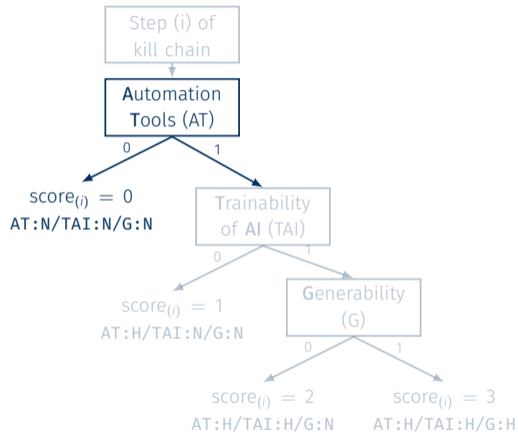 Step (i) of
kill chain
Automation
Tools (AT)
0
1
score(i) = 0
AT:N/TAI:N/G:N
Trainability
of AI (TAI)
0
1
score(i) = 1
AT:H/TAI:N/G:N
Generability
(G)
0
1
score(i) = 2
AT:H/TAI:H/G:N
score(i) = 3
AT:H/TAI:H/G:H